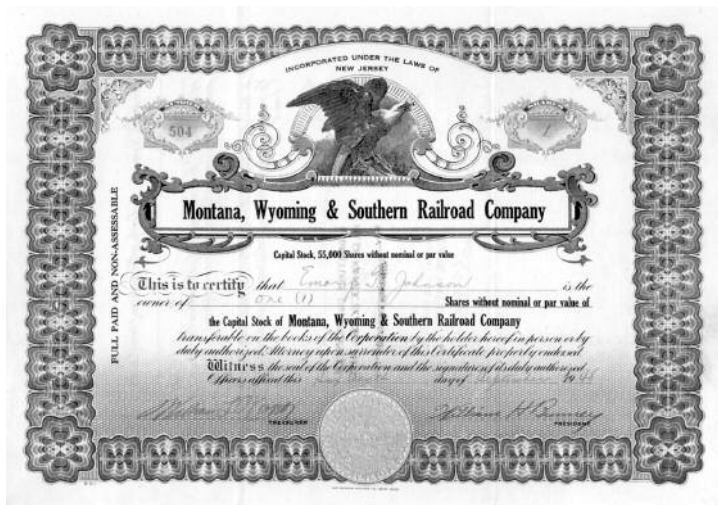 INCORPORATED UNDER THE LAWS OF
NEW JERSEY
504
1
Montana, Wyoming & Southern Railroad Company
Capital Stock, 55,000 Shares without nominal or par value
FULL PAID AND NON-ASSESSABLE
This is to certify that Emory R. Johnson is the
owner of one (1) Shares without nominal or par value of
the Capital Stock of Montana, Wyoming & Southern Railroad Company
transferable on the books of the Corporation by the holder hereof in person or by
duly authorized Attorney upon surrender of this Certificate properly endorsed
Witness the seal of the Corporation and the signatures of its duly authorized
Officers affixed this day of September 19
TREASURER
PRESIDENT